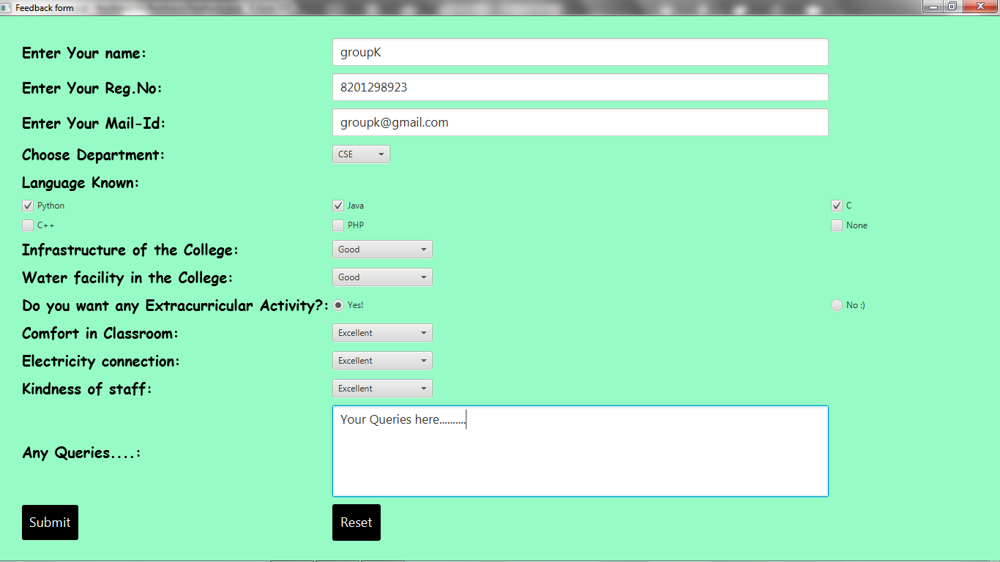 Feedback form
Enter Your name: groupK
Enter Your Reg.No: 8201298923
Enter Your Mail-Id: groupk@gmail.com
Choose Department: CSE
Language Known:
Python Java C
C++ PHP None
Infrastructure of the College: Good
Water facility in the College: Good
Do you want any Extracurricular Activity?: Yes! No :)
Comfort in Classroom: Excellent
Electricity connection: Excellent
Kindness of staff: Excellent
Any Queries....: Your Queries here..........
Submit Reset